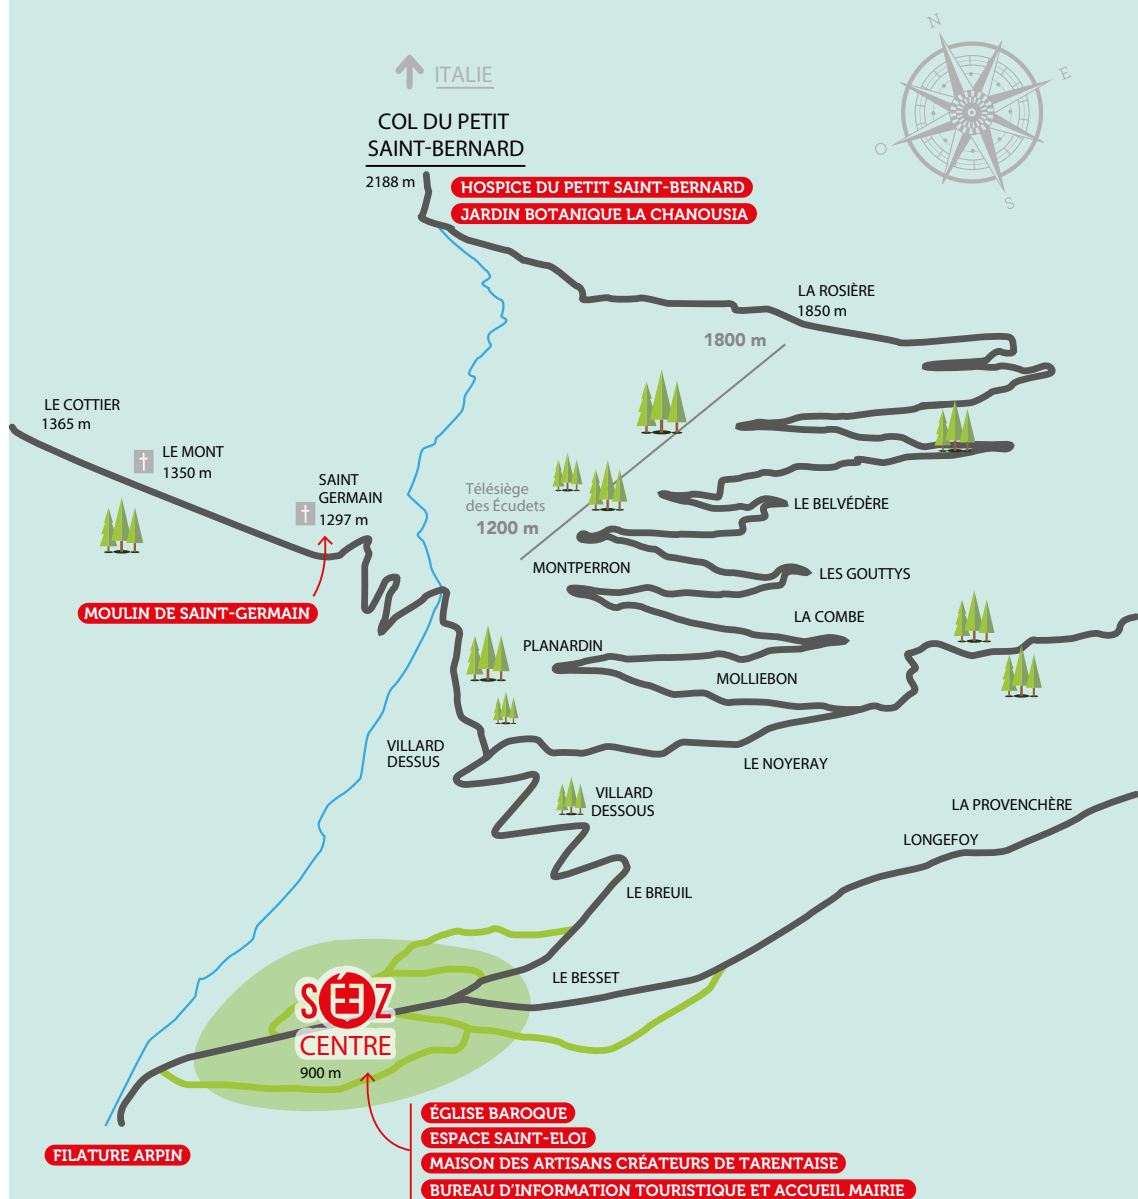 N
E
O
S
ITALIE
COL DU PETIT
SAINT-BERNARD
2188 m
HOSPICE DU PETIT SAINT-BERNARD
JARDIN BOTANIQUE LA CHANOUSIA
LA ROSIÈRE
1850 m
1800 m
LE COTTIER
1365 m
LE MONT
1350 m
SAINT
GERMAIN
1297 m
Télésiège
des Écudets
1200 m
LE BELVÉDÈRE
MONTPERRON
LES GOUTTYS
MOULIN DE SAINT-GERMAIN
LA COMBE
PLANARDIN
MOLLIEBON
VILLARD
DESSUS
LE NOYERAY
VILLARD
DESSOUS
LA PROVENCHÈRE
LONGEFOY
LE BREUIL
LE BESSET
SÉEZ
CENTRE
900 m
ÉGLISE BAROQUE
ESPACE SAINT-ELOI
FILATURE ARPIN
MAISON DES ARTISANS CRÉATEURS DE TARENTAISE
BUREAU D'INFORMATION TOURISTIQUE ET ACCUEIL MAIRIE